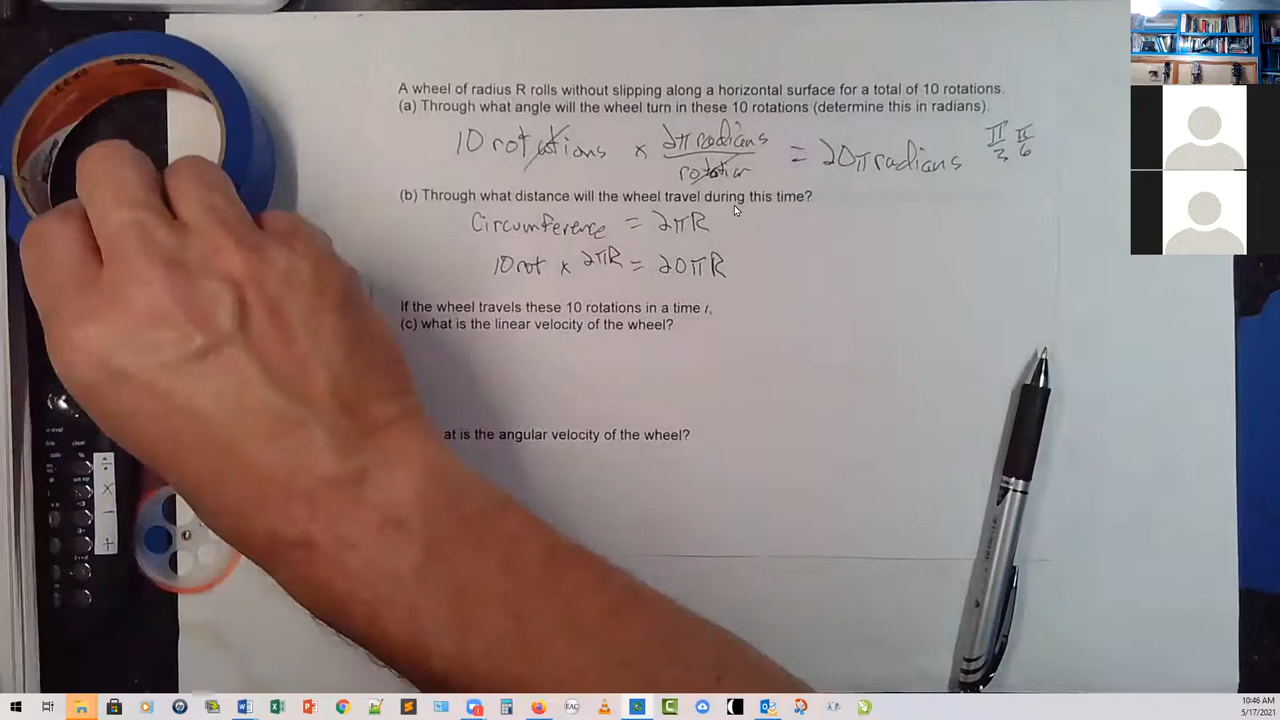 A wheel of radius R rolls without slipping along a horizontal surface for a total of 10 rotations.
(a) Through what angle will the wheel turn in these 10 rotations (determine this in radians).
10 rotations × 2π radians / rotation = 20π radians π/3 π/6
(b) Through what distance will the wheel travel during this time?
Circumference = 2πR
10 rot × 2πR = 20πR
If the wheel travels these 10 rotations in a time t,
(c) what is the linear velocity of the wheel?
at is the angular velocity of the wheel?
10:46 AM
5/17/2021